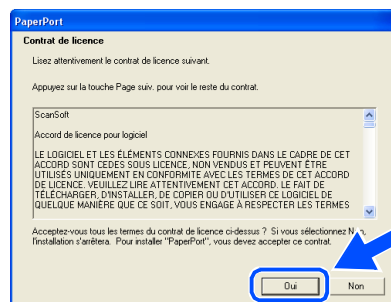 PaperPort
Contrat de licence
Lisez attentivement le contrat de licence suivant.
Appuyez sur la touche Page suiv. pour voir le reste du contrat.
ScanSoft
Accord de licence pour logiciel
LE LOGICIEL ET LES ÉLÉMENTS CONNEXES FOURNIS DANS LE CADRE DE CET
ACCORD SONT CEDES SOUS LICENCE, NON VENDUS ET PEUVENT ÊTRE
UTILISÉS UNIQUEMENT EN CONFORMITE AVEC LES TERMES DE CET ACCORD
DE LICENCE. VEUILLEZ LIRE ATTENTIVEMENT CET ACCORD. LE FAIT DE
TÉLÉCHARGER, D'INSTALLER, DE COPIER OU D'UTILISER CE LOGICIEL DE
QUELQUE MANIÈRE QUE CE SOIT, VOUS ENGAGE À RESPECTER LES TERMES
Acceptez-vous tous les termes du contrat de licence ci-dessus ? Si vous sélectionnez
l'installation s'arrêtera. Pour installer "PaperPort", vous devez accepter ce contrat.
Oui
Non